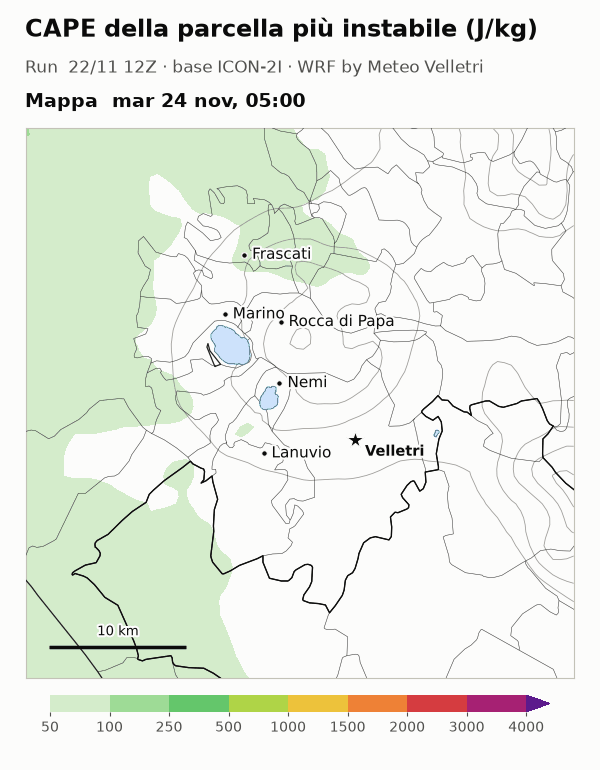 CAPE della parcella più instabile (J/kg)
Run 22/11 12Z · base ICON-2I · WRF by Meteo Velletri
Mappa mar 24 nov, 05:00
Frascati
Marino
Rocca di Papa
Nemi
Velletri
Lanuvio
10 km
50 100 250 500 1000 1500 2000 3000 4000